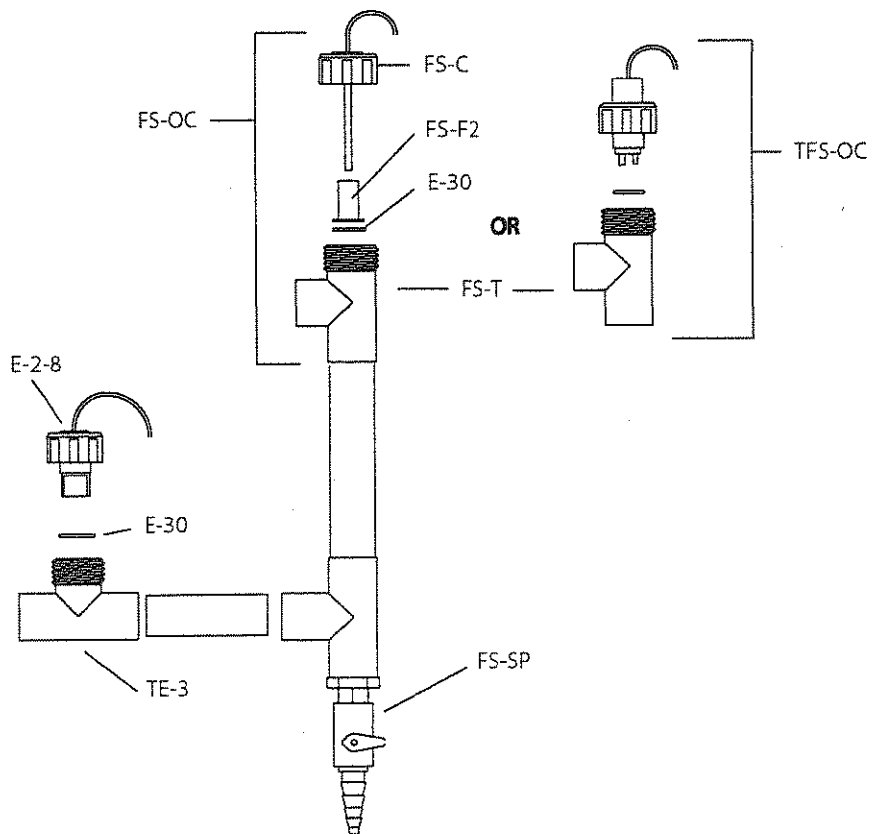 FS-C
FS-OC
FS-F2
TFS-OC
E-30
OR
FS-T
E-2-8
E-30
FS-SP
TE-3